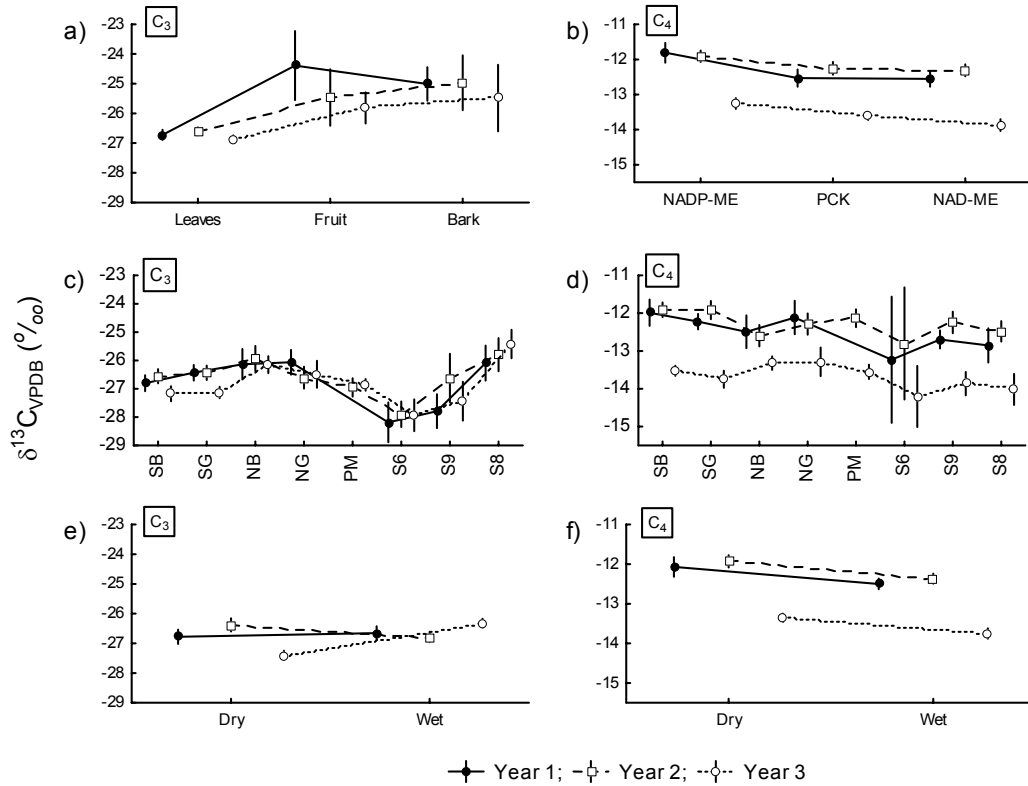 a) C3
-23
-24
-25
-26
-27
-28
-29
Leaves Fruit Bark
b) C4
-11
-12
-13
-14
-15
NADP-ME PCK NAD-ME
δ13CVPDB (o/oo)
c) C3
-23
-24
-25
-26
-27
-28
-29
SB SG NB NG PM S6 S9 S8
d) C4
-11
-12
-13
-14
-15
SB SG NB NG PM S6 S9 S8
e) C3
-23
-24
-25
-26
-27
-28
-29
Dry Wet
f) C4
-11
-12
-13
-14
-15
Dry Wet
Year 1; Year 2; Year 3